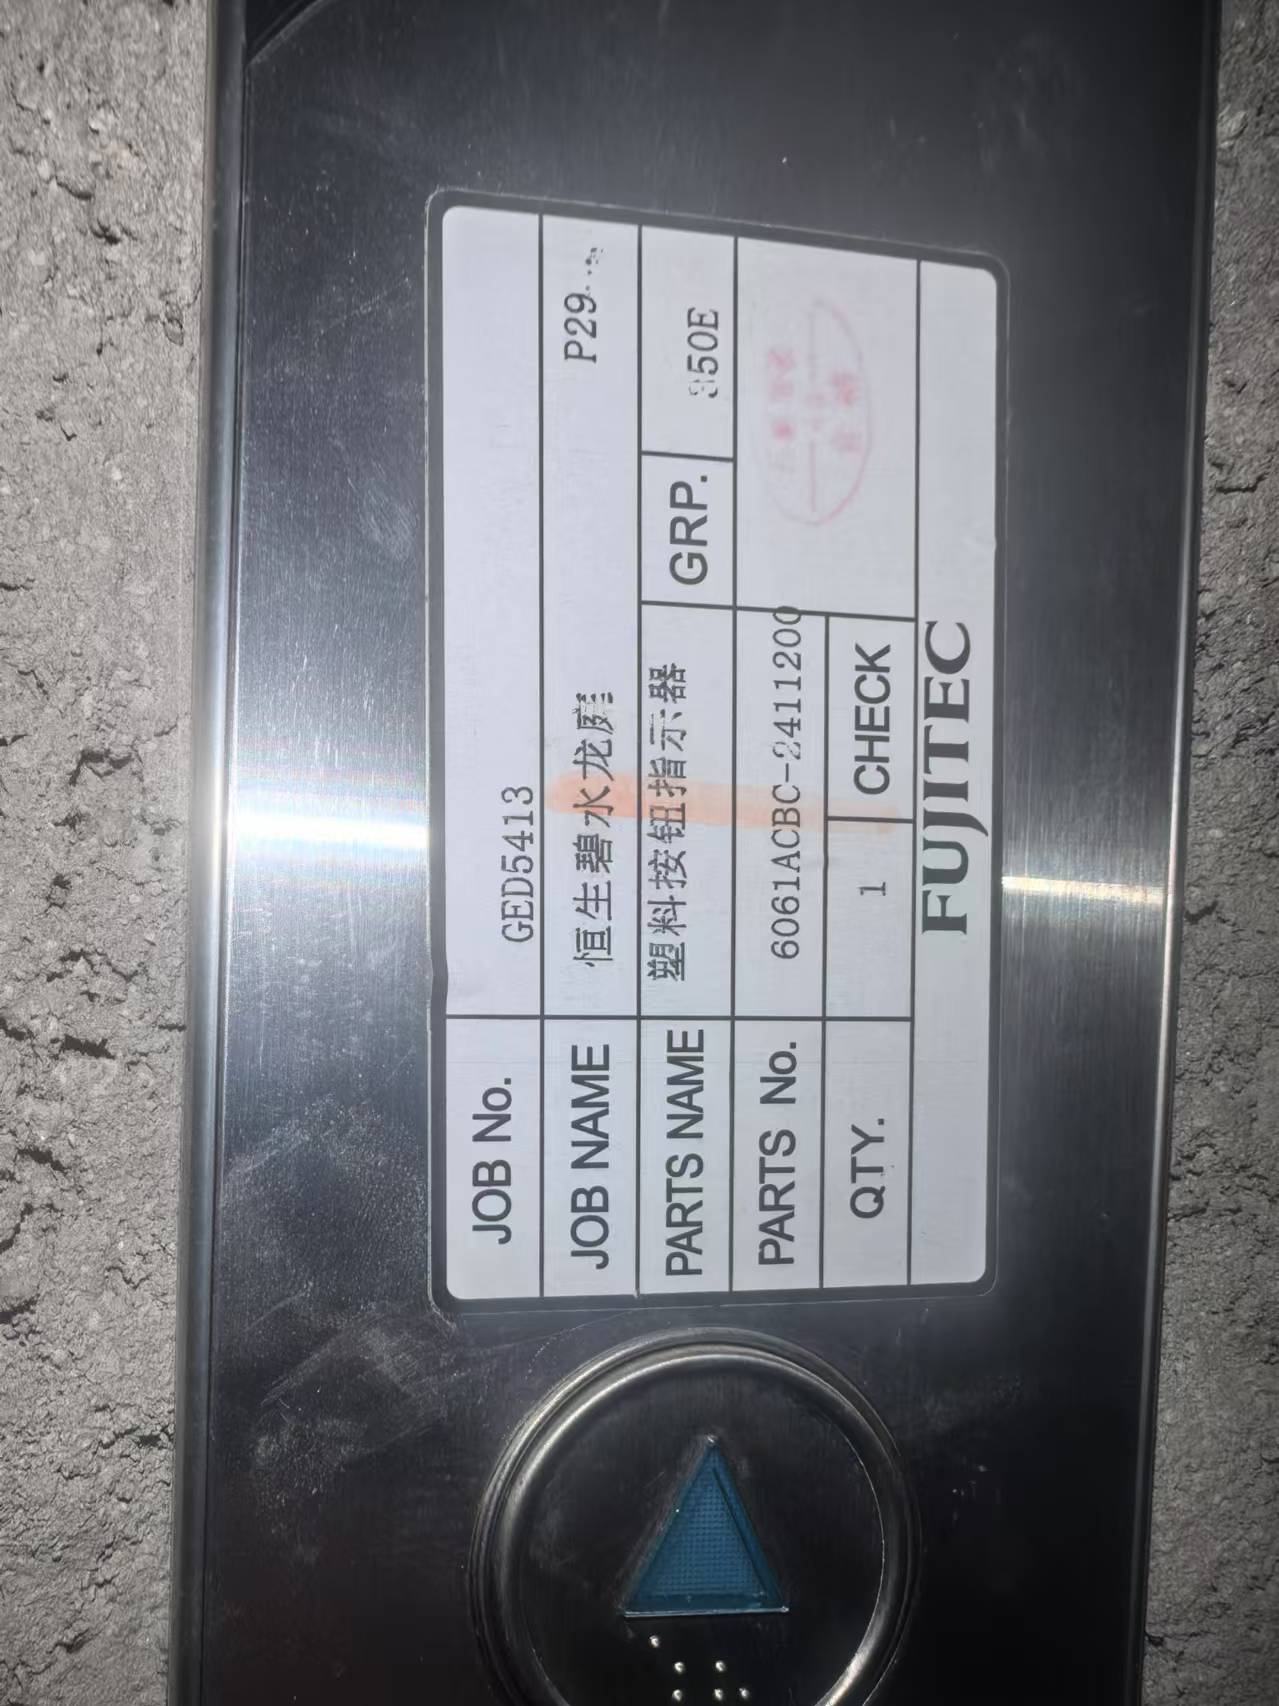 JOB No. GED5413
JOB NAME 恒生碧水龙庭 P29
PARTS NAME 塑料按钮指示器 GRP. 350E
PARTS No. 6061ACBC-2411200
QTY. 1 CHECK
FUJITEC